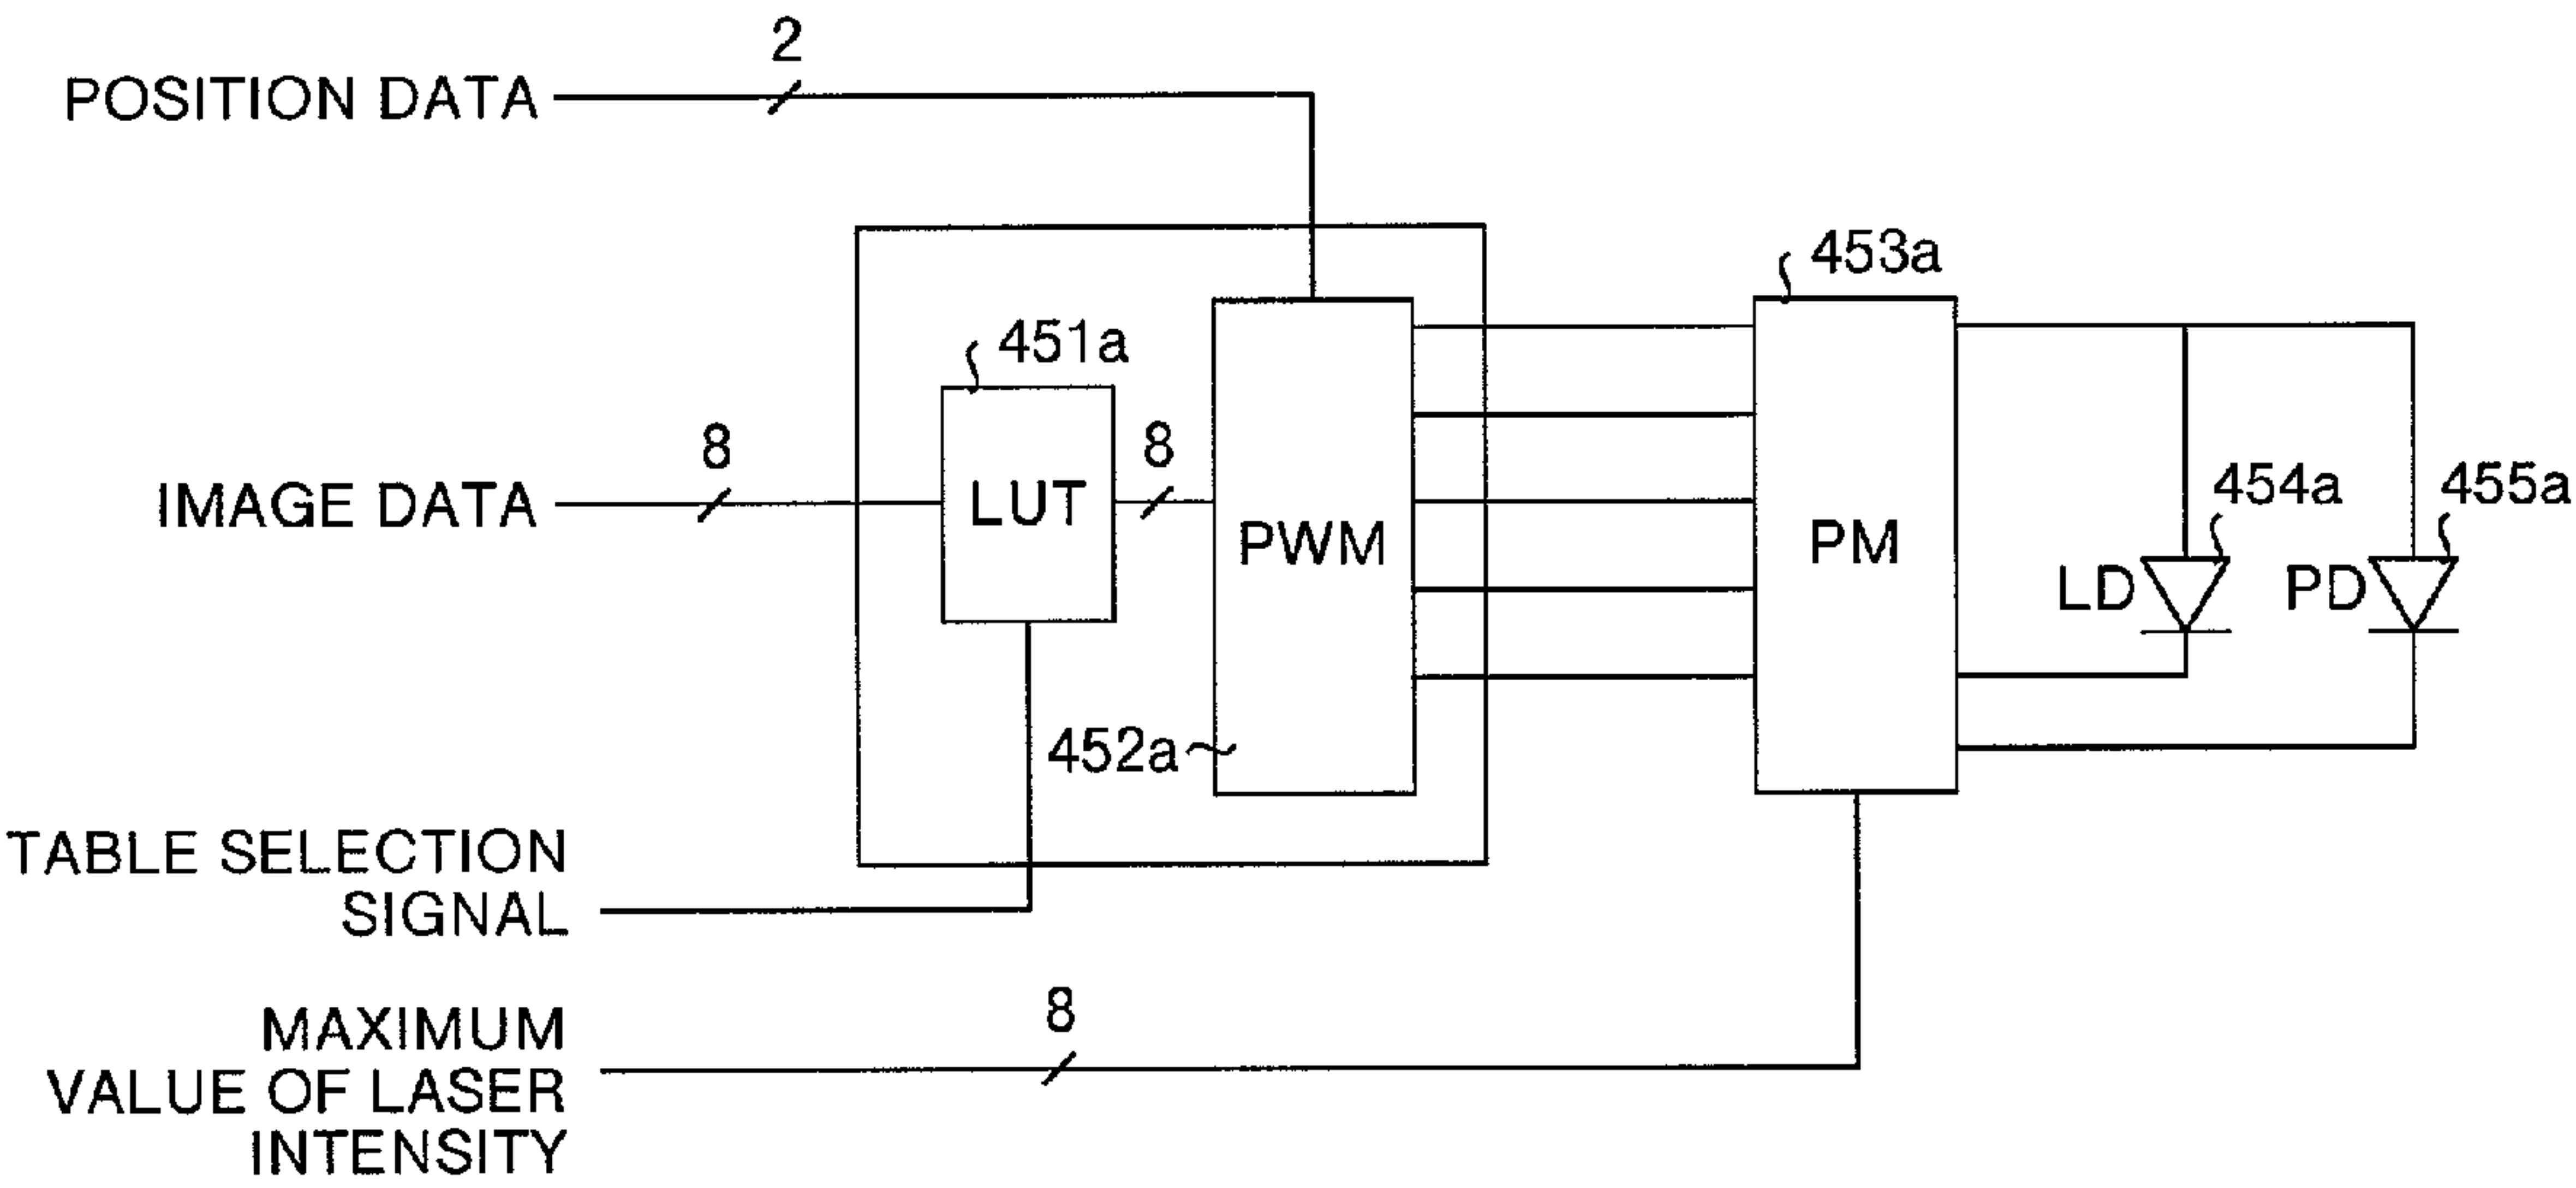 2
POSITION DATA
453a
451a
8
8
IMAGE DATA
LUT
PWM
PM
454a
455a
LD
PD
452a
TABLE SELECTION
SIGNAL
8
MAXIMUM
VALUE OF LASER
INTENSITY